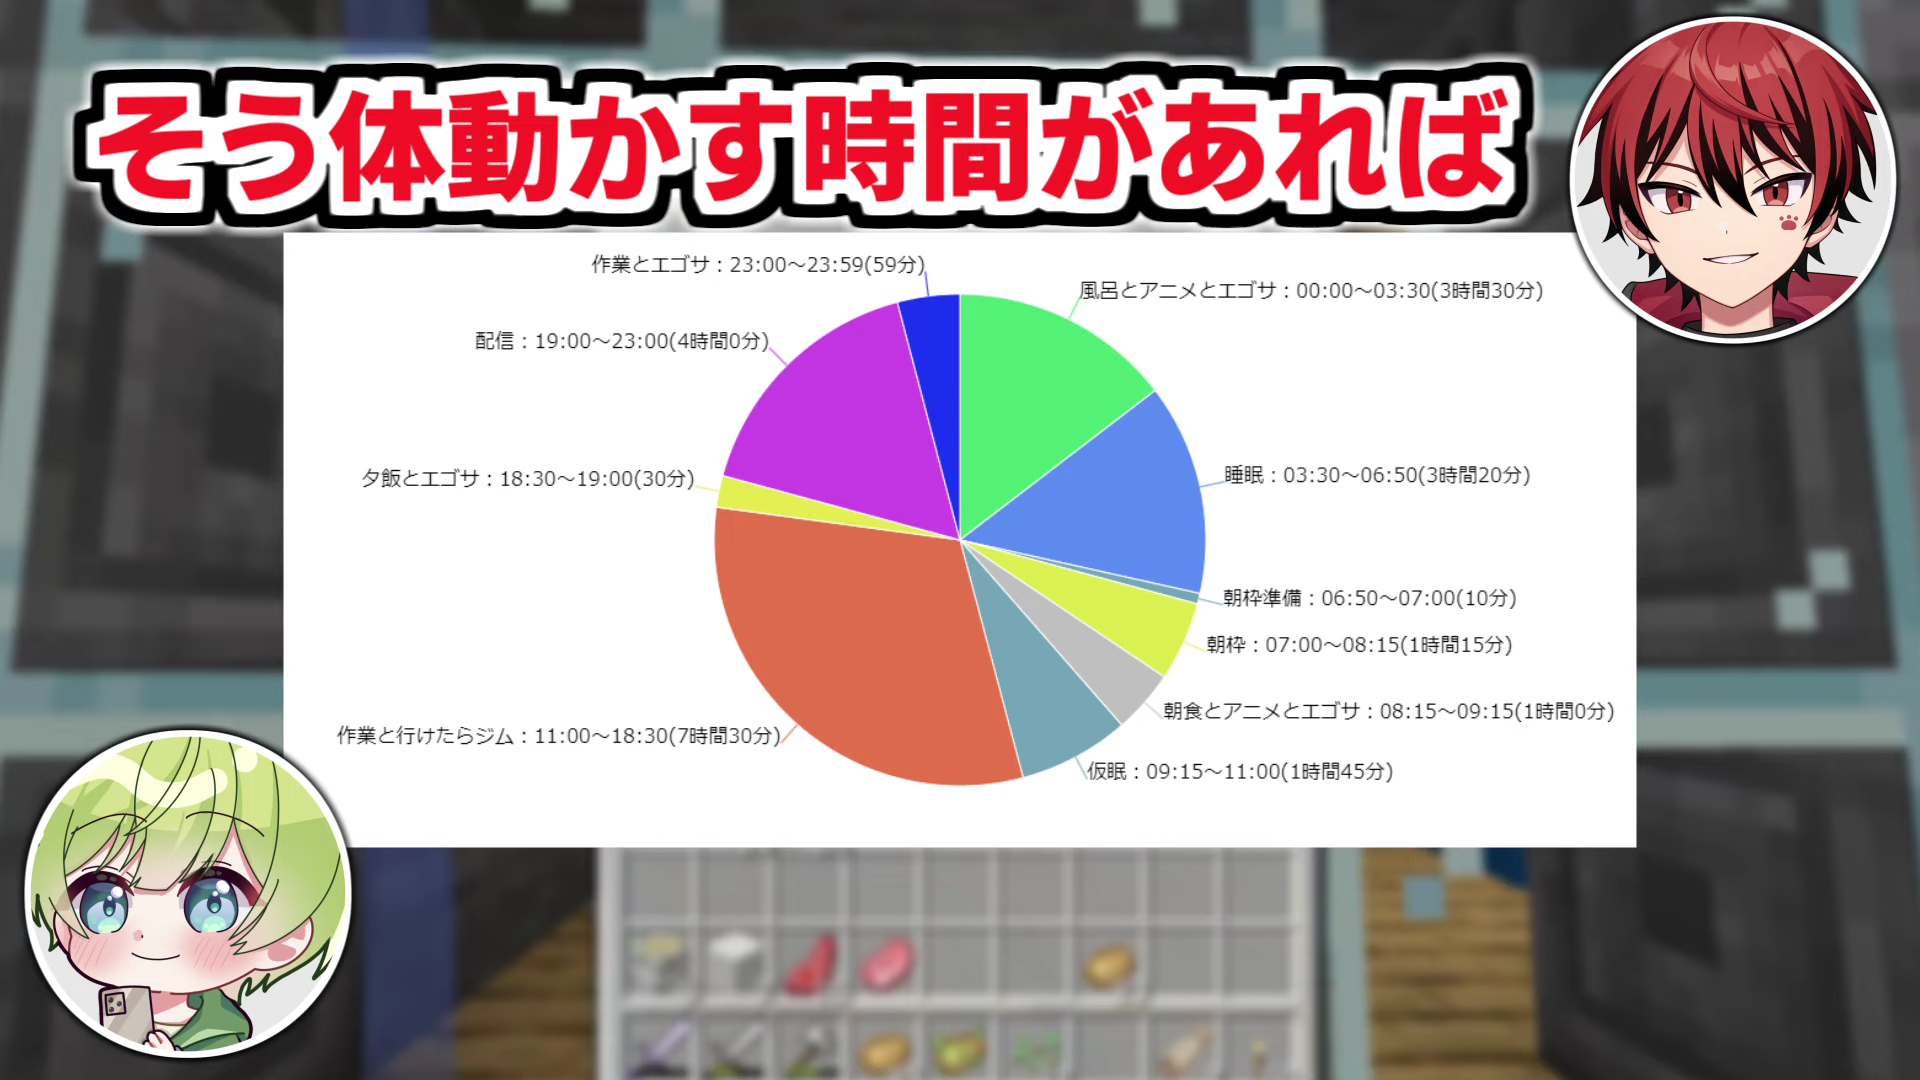 そう体動かす時間があれば
作業とエゴサ：23:00～23:59(59分)
風呂とアニメとエゴサ：00:00～03:30(3時間30分)
配信：19:00～23:00(4時間0分)
睡眠：03:30～06:50(3時間20分)
夕飯とエゴサ：18:30～19:00(30分)
朝枠準備：06:50～07:00(10分)
朝枠：07:00～08:15(1時間15分)
朝食とアニメとエゴサ：08:15～09:15(1時間0分)
作業と行けたらジム：11:00～18:30(7時間30分)
仮眠：09:15～11:00(1時間45分)